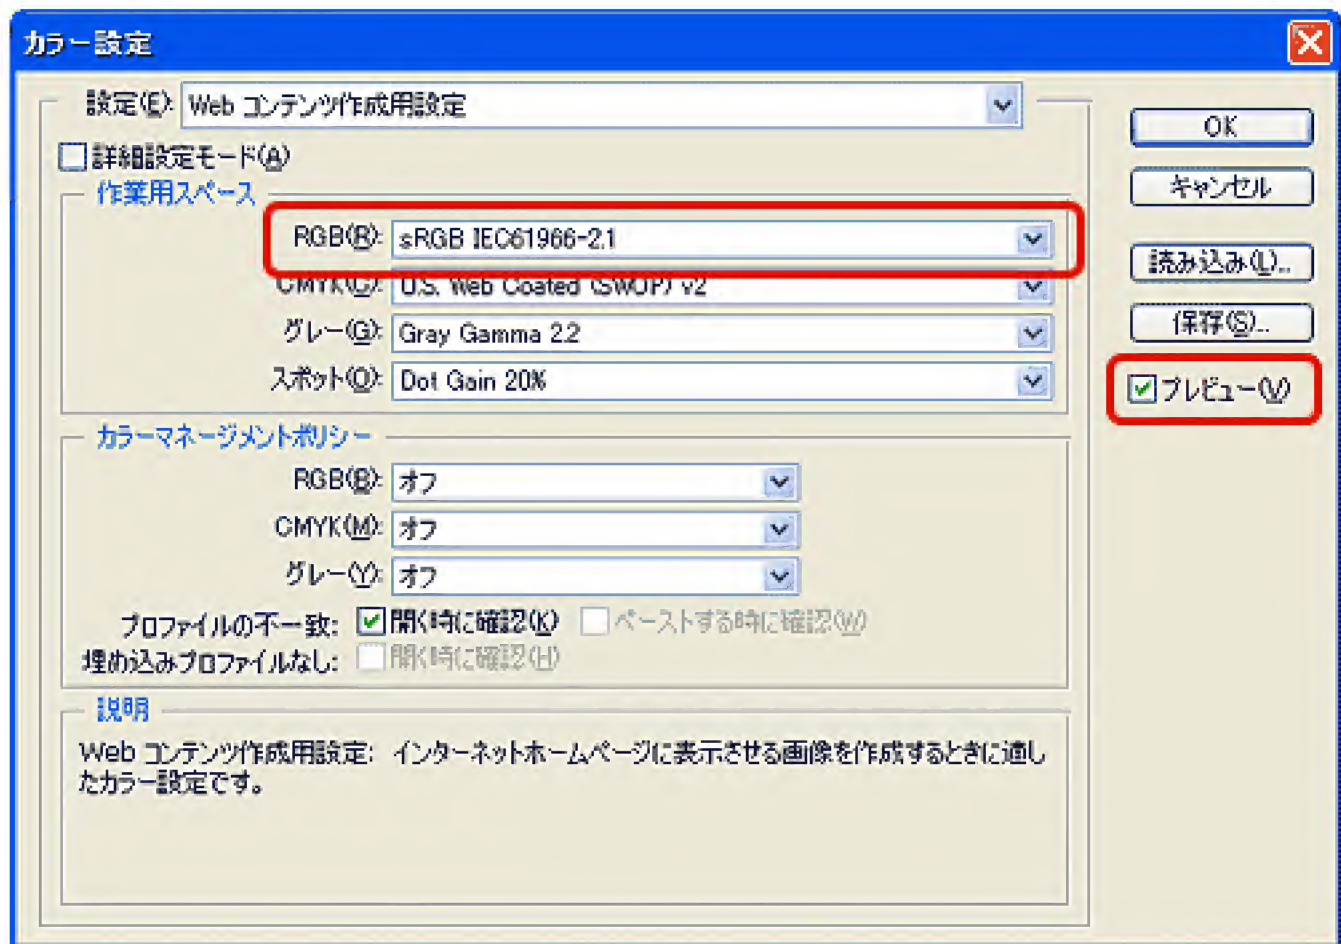 カラー設定
設定(E): Web コンテンツ作成用設定
詳細設定モード(A)
作業用スペース
RGB(R): sRGB IEC61966-2.1
CMYK(C): U.S. Web Coated (SWOP) v2
グレー(G): Gray Gamma 2.2
スポット(O): Dot Gain 20%
カラーマネージメントポリシー
RGB(B): オフ
CMYK(M): オフ
グレー(Y): オフ
プロファイルの不一致: 開く時に確認(K) ペーストする時に確認(W)
埋め込みプロファイルなし: 開く時に確認(H)
説明
Web コンテンツ作成用設定: インターネットホームページに表示させる画像を作成するときに適し
たカラー設定です。
OK
キャンセル
読み込み(L)...
保存(S)...
プレビュー(V)